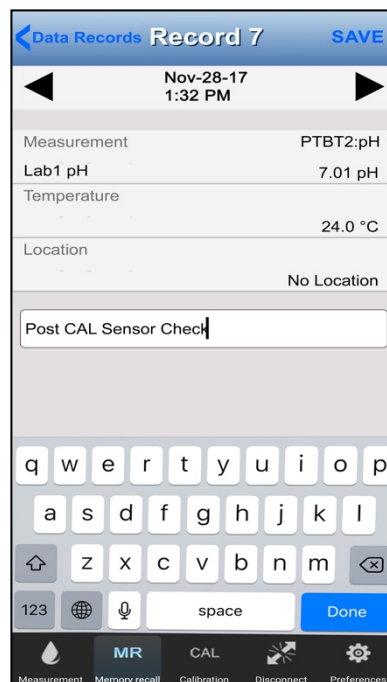 Data Records Record 7 SAVE
Nov-28-17
1:32 PM
Measurement PTBT2:pH
Lab1 pH 7.01 pH
Temperature
24.0 °C
Location
No Location
Post CAL Sensor Check
q w e r t y u i o p
a s d f g h j k l
z x c v b n m
123 space Done
MR CAL
Measurement Memory recall Calibration Disconnect Preferences